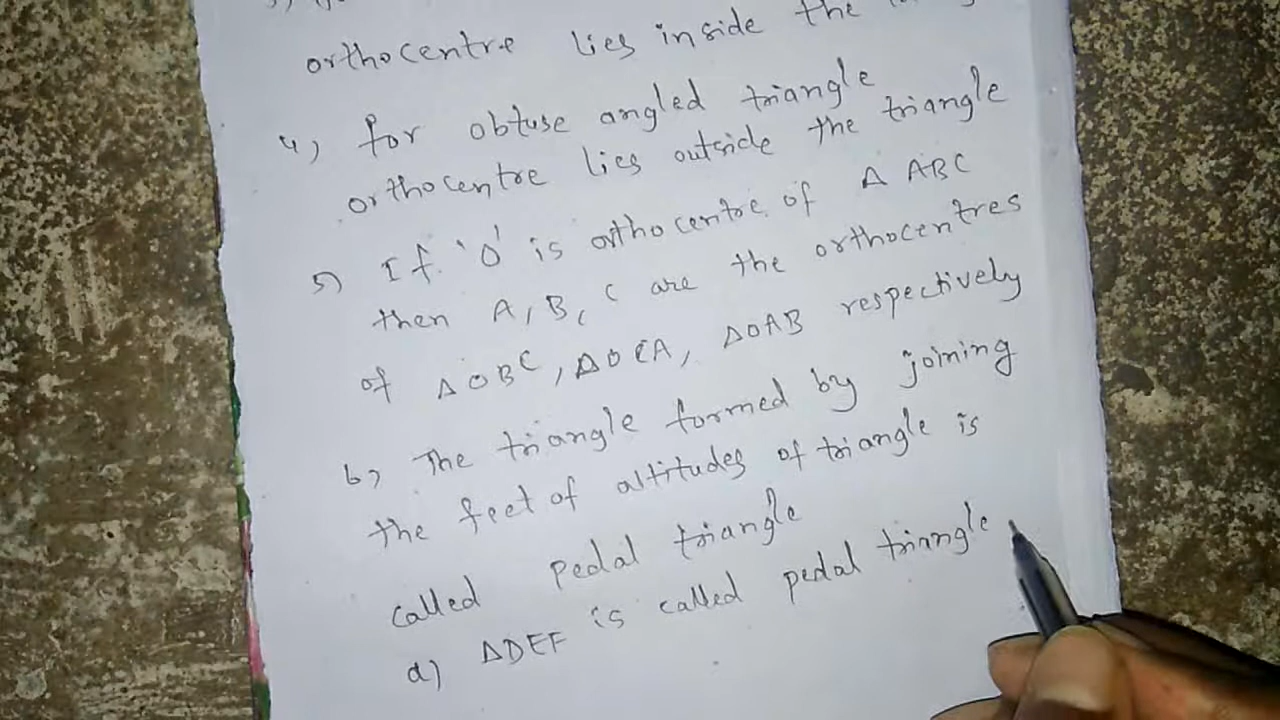 orthocentre lies inside the
4) for obtuse angled triangle
orthocentre lies outside the triangle
5) If 'O' is orthocentre of Δ ABC
then A, B, C are the orthocentres
of ΔOBC, ΔOCA, ΔOAB respectively
6) The triangle formed by joining
the feet of altitudes of triangle is
called pedal triangle
a) ΔDEF is called pedal triangle